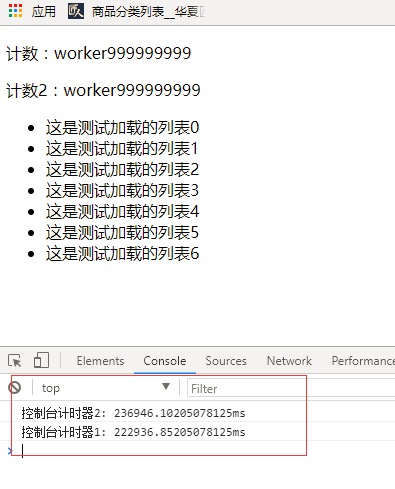 应用 商品分类列表__华夏
计数：worker999999999
计数2：worker999999999
这是测试加载的列表0
这是测试加载的列表1
这是测试加载的列表2
这是测试加载的列表3
这是测试加载的列表4
这是测试加载的列表5
这是测试加载的列表6
Elements Console Sources Network Performance
top Filter
控制台计时器2: 236946.10205078125ms
控制台计时器1: 222936.85205078125ms